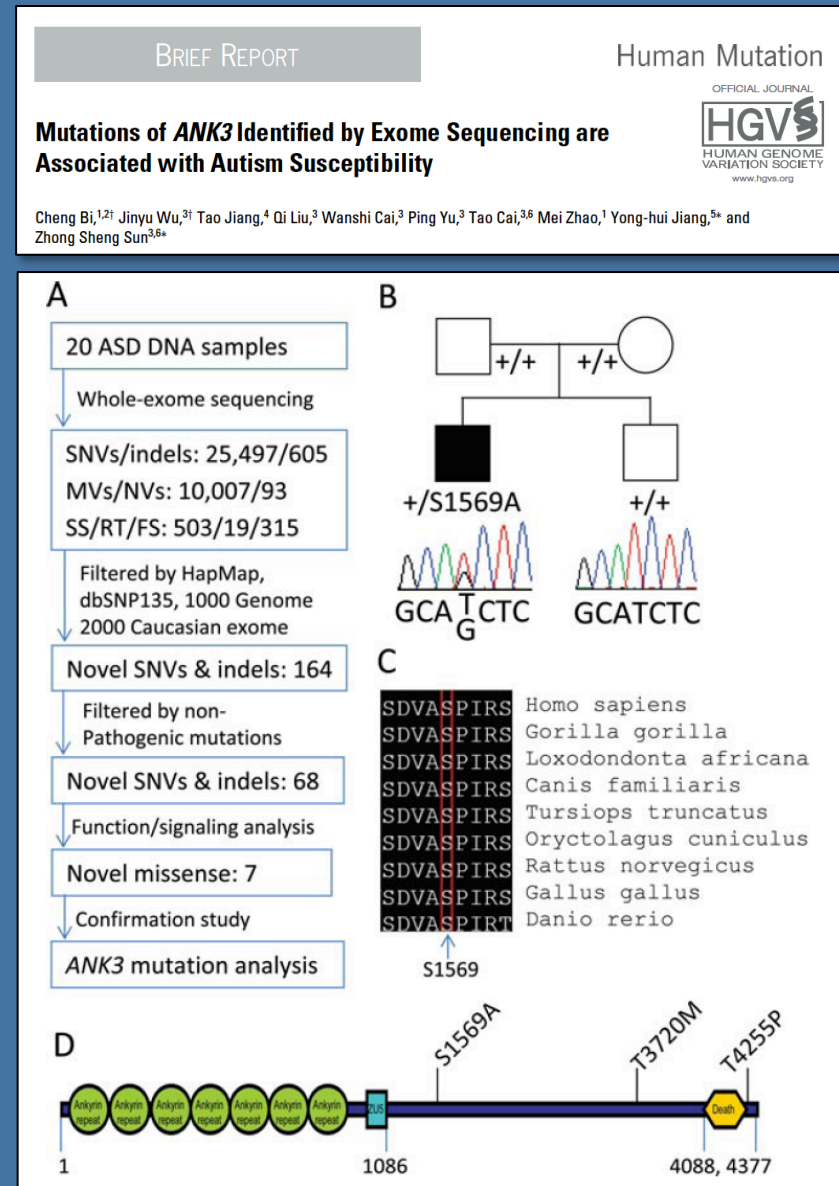 BRIEF REPORT
Human Mutation
OFFICIAL JOURNAL
HGVS
HUMAN GENOME
VARIATION SOCIETY
www.hgvs.org
Mutations of ANK3 Identified by Exome Sequencing are
Associated with Autism Susceptibility
Cheng Bi,1,2† Jinyu Wu,3† Tao Jiang,4 Qi Liu,3 Wanshi Cai,3 Ping Yu,3 Tao Cai,3,6 Mei Zhao,1 Yong-hui Jiang,5* and
Zhong Sheng Sun3,6*
A
20 ASD DNA samples
Whole-exome sequencing
SNVs/indels: 25,497/605
MVs/NVs: 10,007/93
SS/RT/FS: 503/19/315
Filtered by HapMap,
dbSNP135, 1000 Genome
2000 Caucasian exome
Novel SNVs & indels: 164
Filtered by non-
Pathogenic mutations
Novel SNVs & indels: 68
Function/signaling analysis
Novel missense: 7
Confirmation study
ANK3 mutation analysis
B
+/+ +/+
+/S1569A +/+
GCA T CTC GCATCTC
G
C
SDVASPIRS Homo sapiens
SDVASPIRS Gorilla gorilla
SDVASPIRS Loxodondonta africana
SDVASPIRS Canis familiaris
SDVASPIRS Tursiops truncatus
SDVASPIRS Oryctolagus cuniculus
SDVASPIRS Rattus norvegicus
SDVASPIRS Gallus gallus
SDVASPIRT Danio rerio
S1569
D
S1569A T3720M T4255P
Ankyrin repeat Ankyrin repeat Ankyrin repeat Ankyrin repeat Ankyrin repeat Ankyrin repeat Ankyrin repeat ZU5 Death
1 1086 4088, 4377